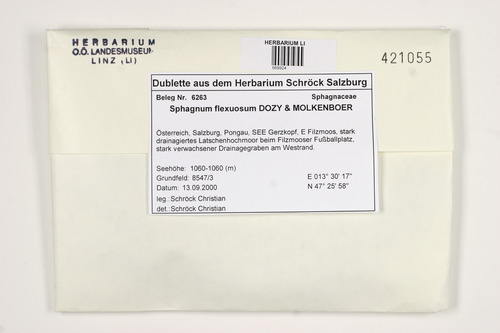 HERBARIUM
O.Ö. LANDESMUSEUM
LINZ (LI)
HERBARIUM LI
421055
Dublette aus dem Herbarium Schröck Salzburg
Beleg Nr. 6263 Sphagnaceae
Sphagnum flexuosum DOZY & MOLKENBOER
Österreich, Salzburg, Pongau, SEE Gerzkopf, E Filzmoos, stark
drainagiertes Latschenhochmoor beim Filzmooser Fußballplatz,
stark verwachsener Drainagegraben am Westrand.
Seehöhe: 1060-1060 (m)
Grundfeld: 8547/3 E 013° 30' 17"
Datum: 13.09.2000 N 47° 25' 58"
leg.:Schröck Christian
det.:Schröck Christian